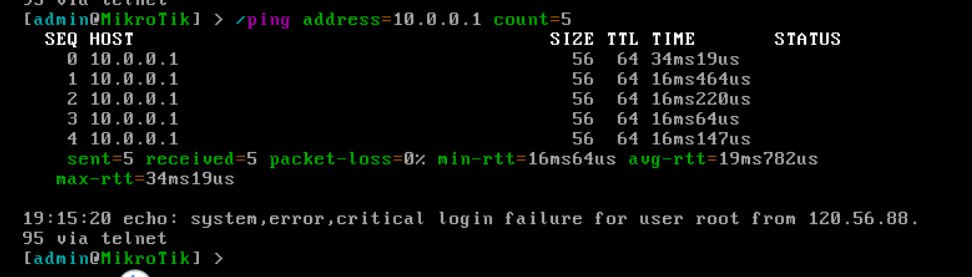 95 via telnet
[admin@MikroTik] > /ping address=10.0.0.1 count=5
SEQ HOST SIZE TTL TIME STATUS
0 10.0.0.1 56 64 34ms19us
1 10.0.0.1 56 64 16ms464us
2 10.0.0.1 56 64 16ms220us
3 10.0.0.1 56 64 16ms64us
4 10.0.0.1 56 64 16ms147us
sent=5 received=5 packet-loss=0% min-rtt=16ms64us avg-rtt=19ms782us
max-rtt=34ms19us
19:15:20 echo: system,error,critical login failure for user root from 120.56.88.
95 via telnet
[admin@MikroTik] >